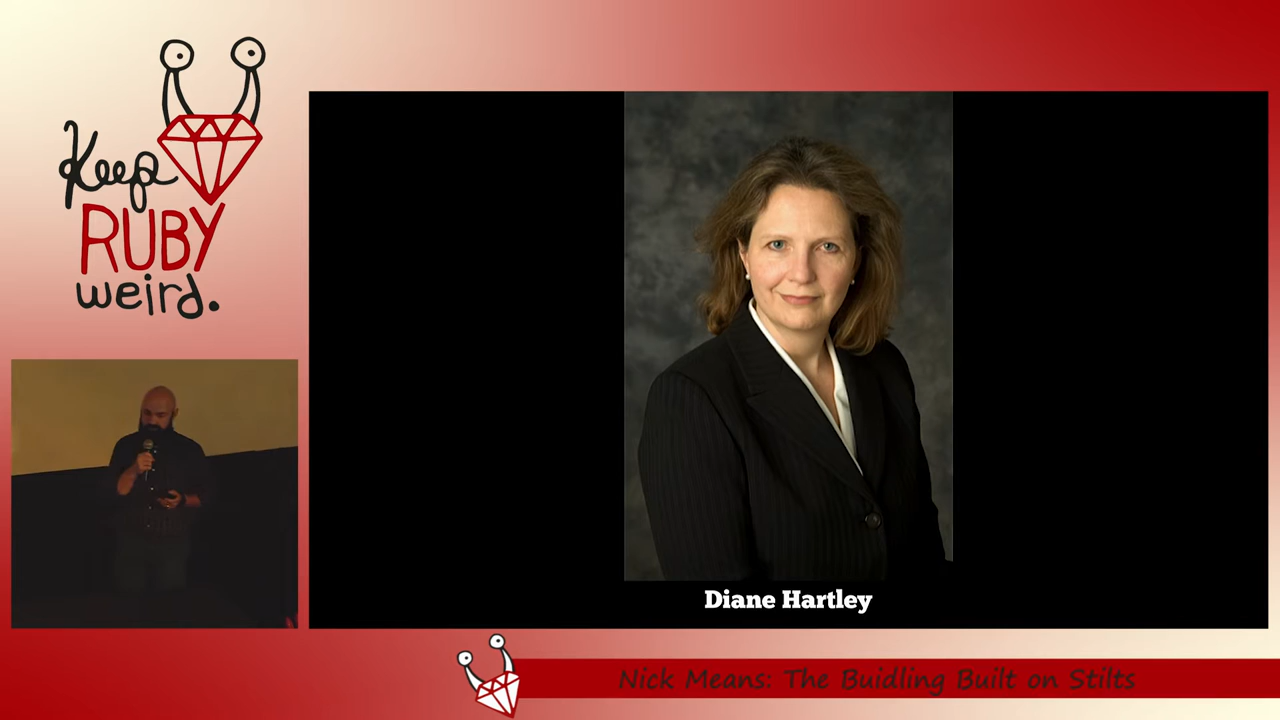 Keep
RUBY
weird.
Diane Hartley
Nick Means: The Buidling Built on Stilts